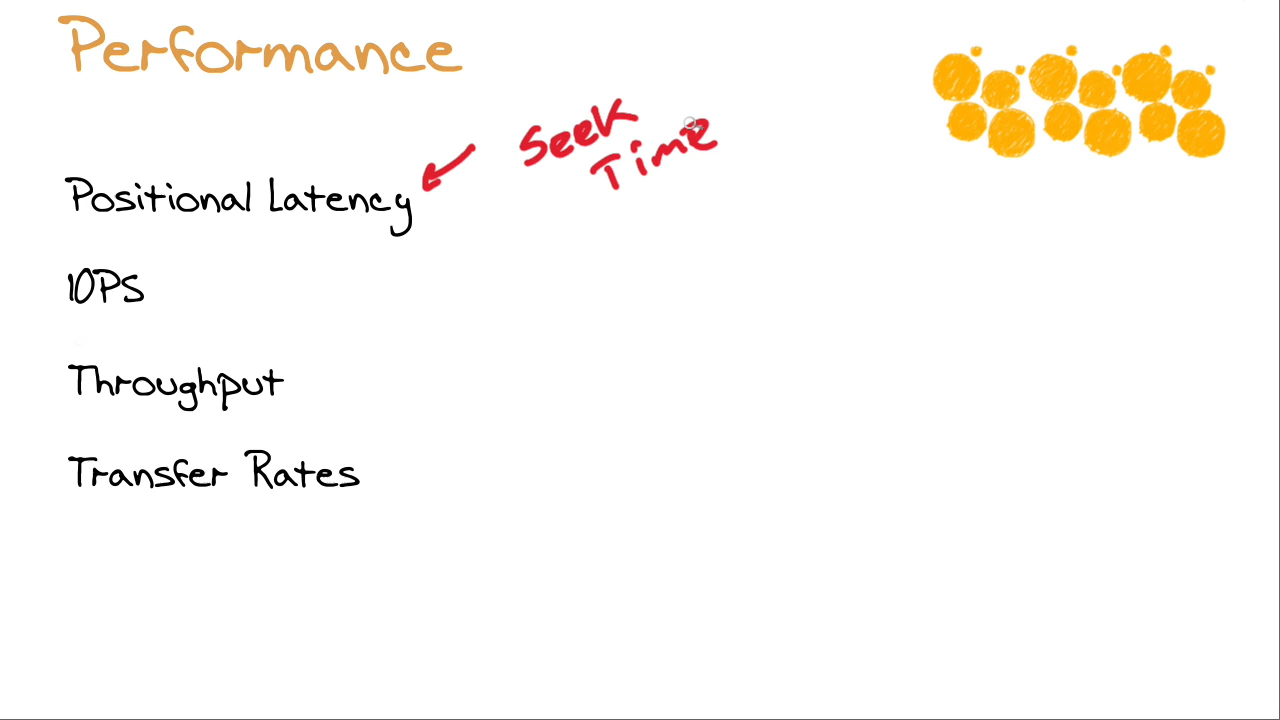 Performance
Seek
Time
Positional Latency
IOPS
Throughput
Transfer Rates